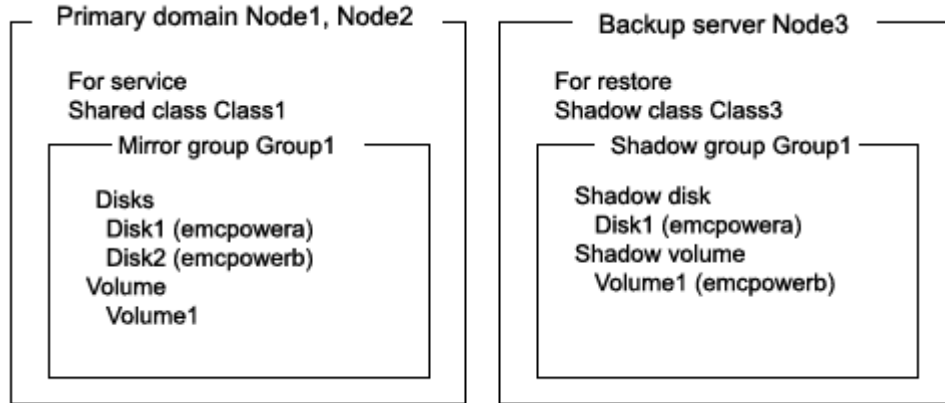 Primary domain Node1, Node2
For service
Shared class Class1
Mirror group Group1
Disks
Disk1 (emcpowera)
Disk2 (emcpowerb)
Volume
Volume1
Backup server Node3
For restore
Shadow class Class3
Shadow group Group1
Shadow disk
Disk1 (emcpowera)
Shadow volume
Volume1 (emcpowerb)